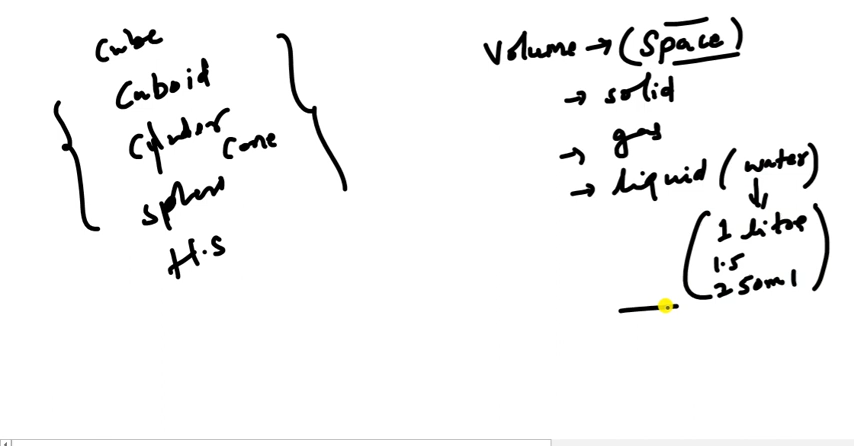 Cube
Cuboid
Cylinder
Cone
Sphere
H.S
Volume → (Space)
→ solid
→ gas
→ liquid (water)
1 litre
1.5
250ml